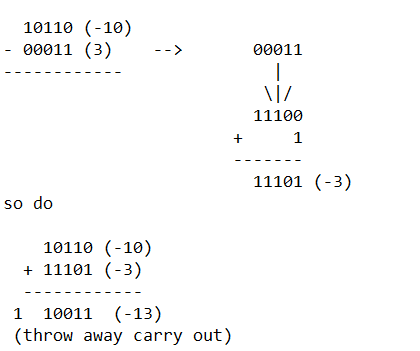 10110 (-10)
- 00011 (3)    -->       00011
------------               |
                          \|/
                         11100
                       +     1
                       -------
                         11101 (-3)
so do
    10110 (-10)
  + 11101 (-3)
  ------------
 1  10011  (-13)
 (throw away carry out)